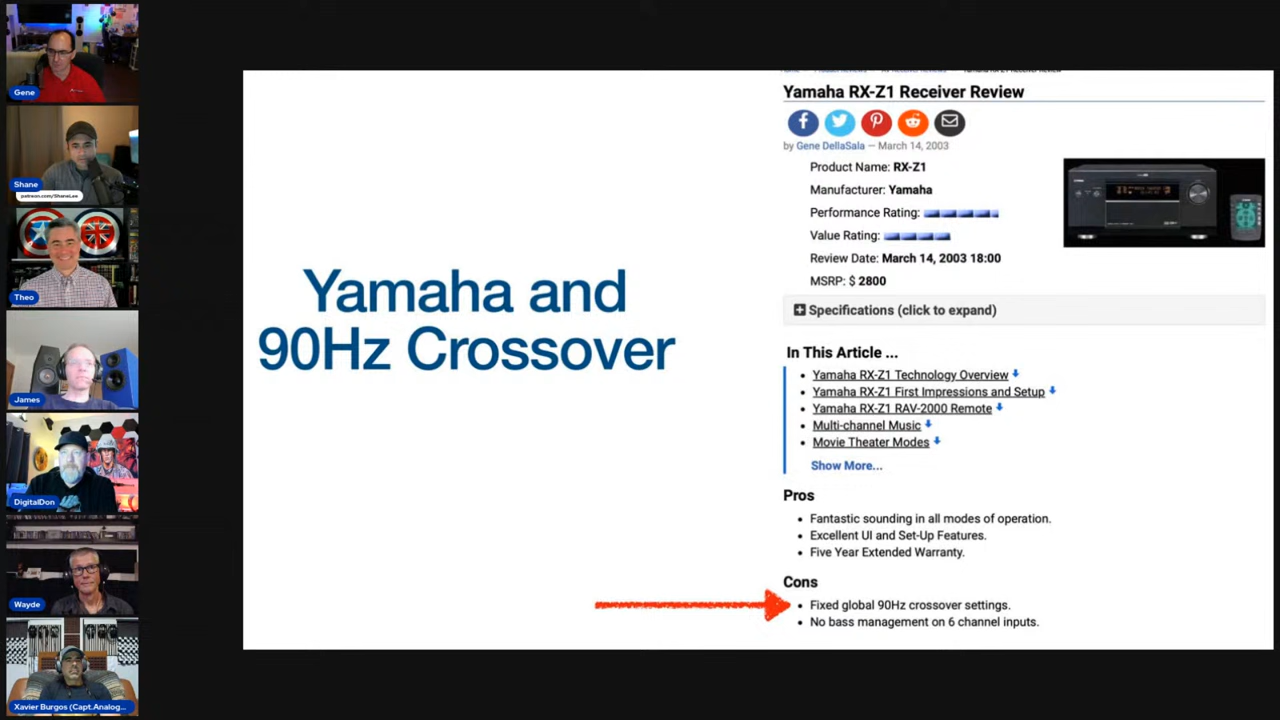 Gene
Shane
patreon.com/ShaneLee
Theo
James
DigitalDon
Wayde
Xavier Burgos (Capt.Analog...
Yamaha and
90Hz Crossover
Yamaha RX-Z1 Receiver Review
by Gene DellaSala — March 14, 2003
Product Name: RX-Z1
Manufacturer: Yamaha
Performance Rating:
Value Rating:
Review Date: March 14, 2003 18:00
MSRP: $ 2800
Specifications (click to expand)
In This Article ...
• Yamaha RX-Z1 Technology Overview
• Yamaha RX-Z1 First Impressions and Setup
• Yamaha RX-Z1 RAV-2000 Remote
• Multi-channel Music
• Movie Theater Modes
Show More...
Pros
• Fantastic sounding in all modes of operation.
• Excellent UI and Set-Up Features.
• Five Year Extended Warranty.
Cons
• Fixed global 90Hz crossover settings.
• No bass management on 6 channel inputs.